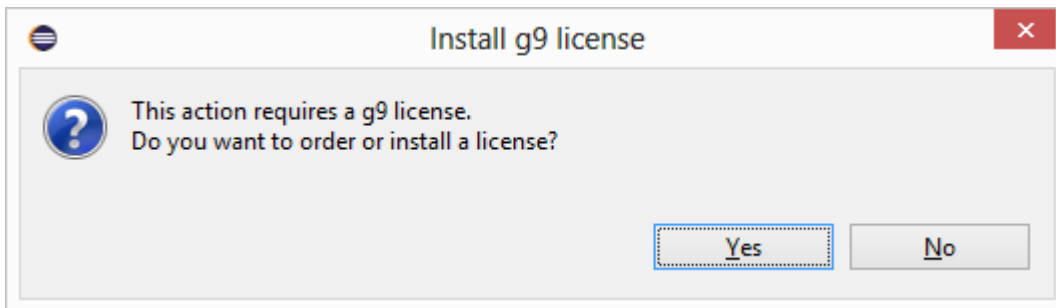 Install g9 license
This action requires a g9 license.
Do you want to order or install a license?
Yes
No